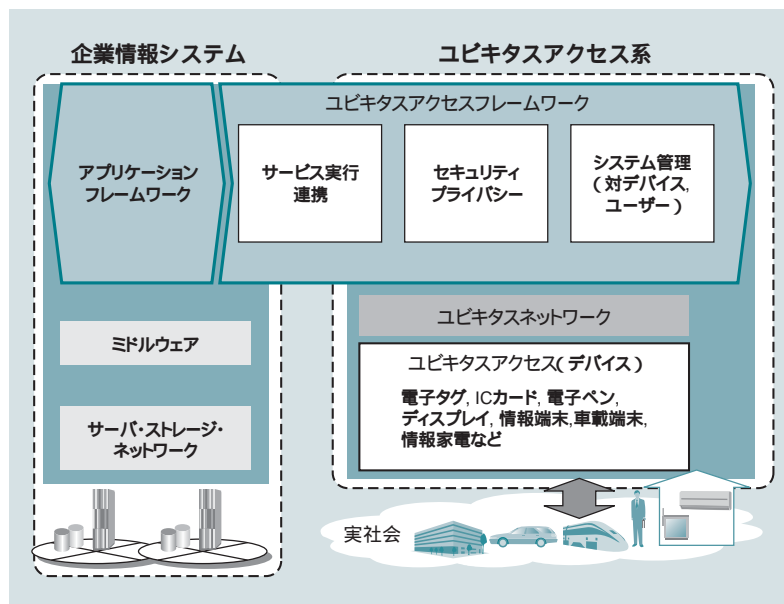 企業情報システム
ユビキタスアクセス系
ユビキタスアクセスフレームワーク
アプリケーション
フレームワーク
サービス実行
連携
セキュリティ
プライバシー
システム管理
(対デバイス,
ユーザー)
ミドルウェア
サーバ・ストレージ・
ネットワーク
ユビキタスネットワーク
ユビキタスアクセス(デバイス)
電子タグ, ICカード, 電子ペン,
ディスプレイ, 情報端末,車載端末,
情報家電など
実社会